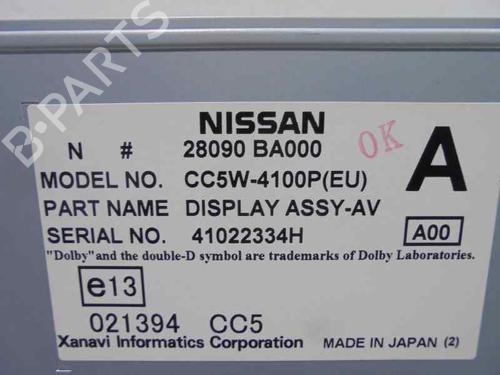 NISSAN
N # 28090 BA000
OK
A
MODEL NO. CC5W-4100P(EU)
PART NAME DISPLAY ASSY-AV
SERIAL NO. 41022334H
A00
"Dolby"and the double-D symbol are trademarks of Dolby Laboratories.
e13
021394 CC5
Xanavi Informatics Corporation MADE IN JAPAN (2)
B-PARTS